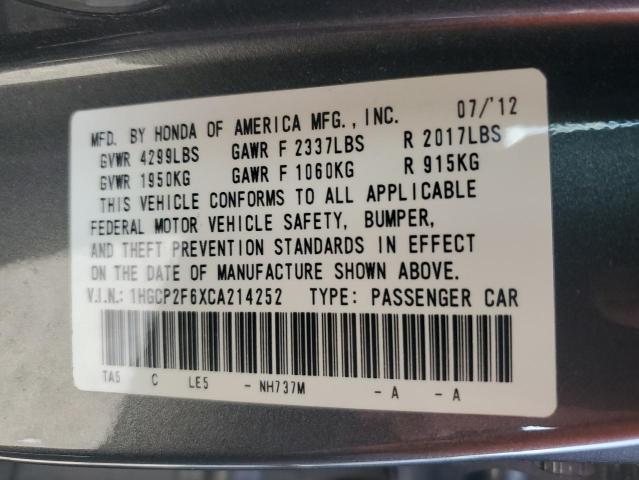 MFD. BY HONDA OF AMERICA MFG., INC. 07/'12
GVWR 4299LBS GAWR F 2337LBS R 2017LBS
GVWR 1950KG GAWR F 1060KG R 915KG
THIS VEHICLE CONFORMS TO ALL APPLICABLE
FEDERAL MOTOR VEHICLE SAFETY, BUMPER,
AND THEFT PREVENTION STANDARDS IN EFFECT
ON THE DATE OF MANUFACTURE SHOWN ABOVE.
V.I.N.: 1HGCP2F6XCA214252 TYPE: PASSENGER CAR
TA5 C LE5 - NH737M - A - A